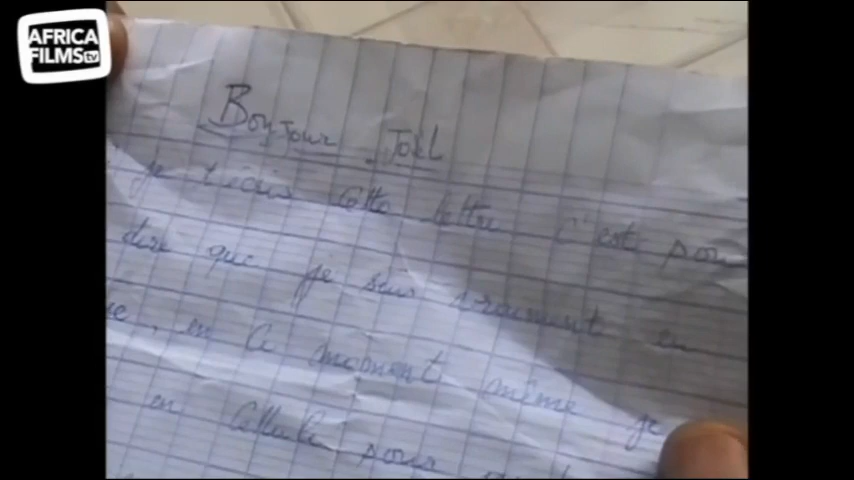 AFRICA
FILMS tv
Bonjour Joël
je t'écris cette lettre c'est pour
dire que je suis vraiment en
en ce moment même je
en cellule pour